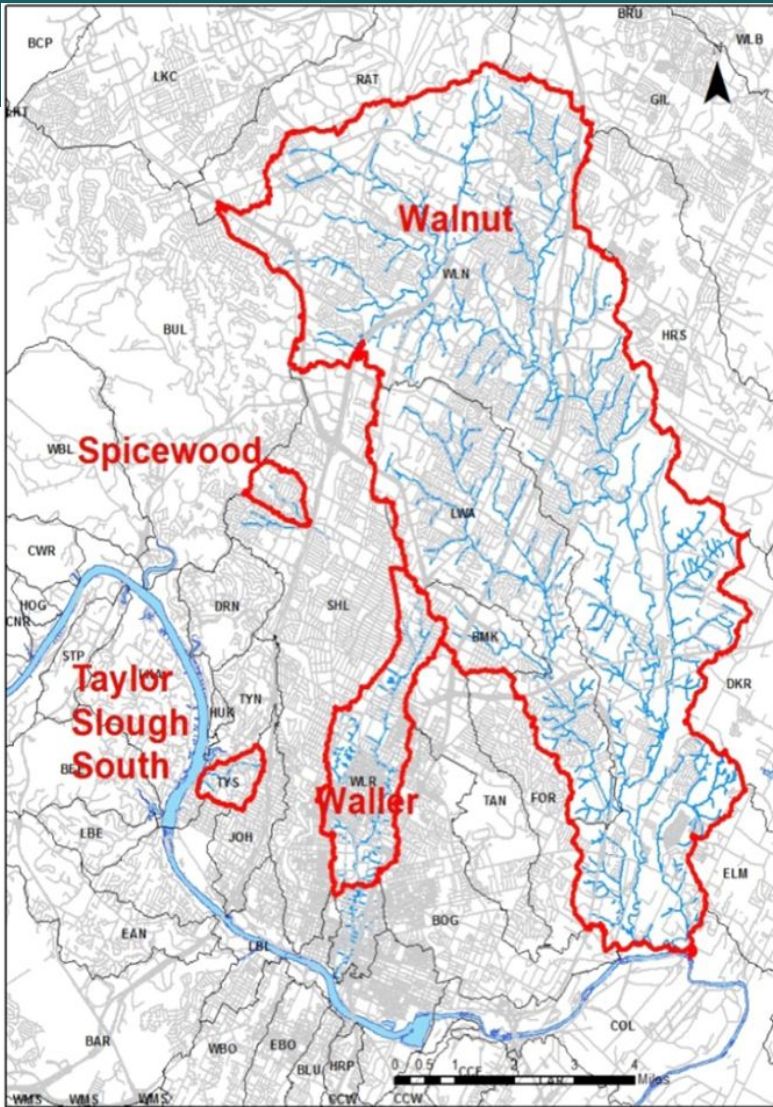 BRU
BCP
WLB
LKC
RAT
GIL
Walnut
WLN
BUL
HRS
WBL
Spicewood
LWA
CWR
HOG
CNR
DRN
SHL
BMK
STP
Taylor
Slough
South
HUK
TYN
DKR
TYS
WLR
Waller
TAN
FOR
LBE
JOH
ELM
EAN
BOG
LBL
COL
BAR
WBO
EBO
BLU
HRP
0 0.5 1 2 3 4
Miles
CCE
WMS
WMS
WMS
CCW
CCW